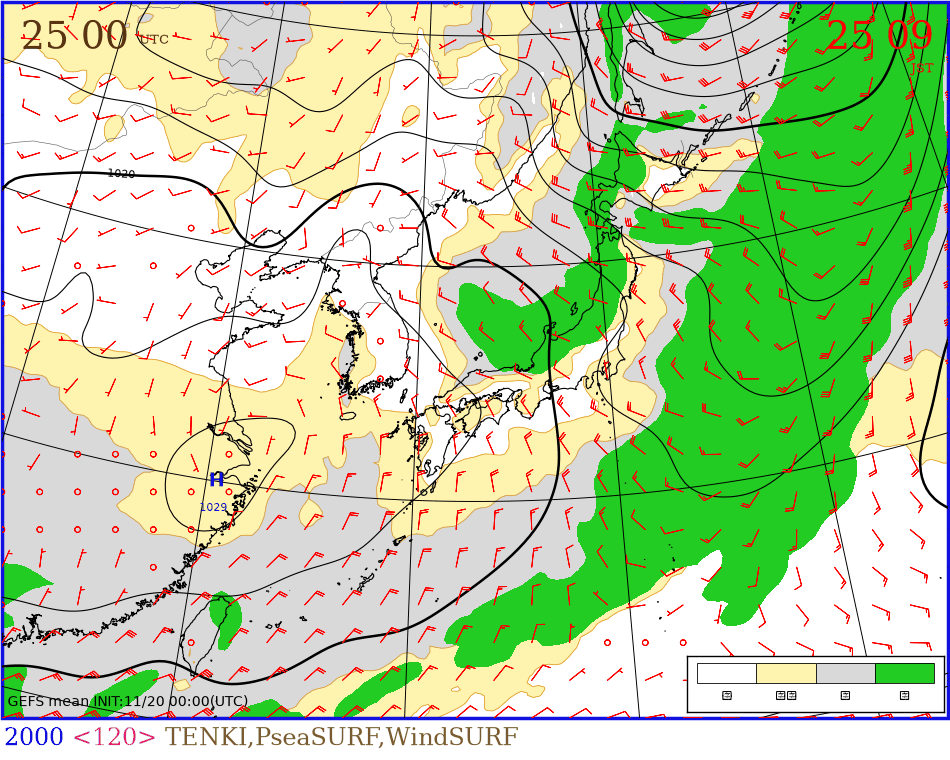 25 00 UTC
25 09
JST
1020
n
1029
GEFS mean INIT:11/20 00:00(UTC)
2000 <120> TENKI,PseaSURF,WindSURF